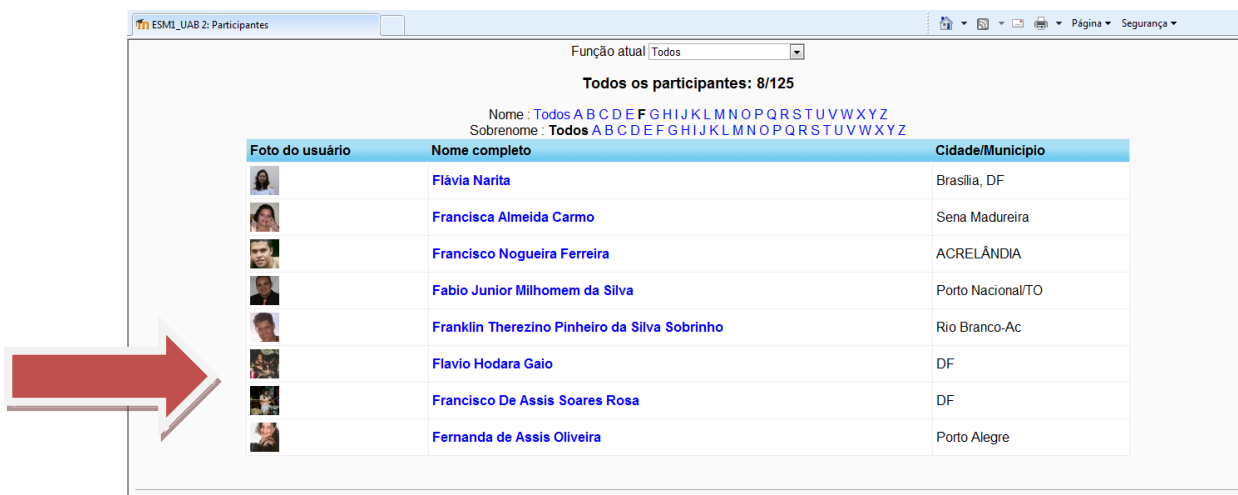 ESM1_UAB 2: Participantes
Página Segurança
Função atual Todos
Todos os participantes: 8/125
Nome : Todos A B C D E F G H I J K L M N O P Q R S T U V W X Y Z
Sobrenome : Todos A B C D E F G H I J K L M N O P Q R S T U V W X Y Z
Foto do usuário Nome completo Cidade/Município
Flávia Narita Brasília, DF
Francisca Almeida Carmo Sena Madureira
Francisco Nogueira Ferreira ACRELÂNDIA
Fabio Junior Milhomem da Silva Porto Nacional/TO
Franklin Therezino Pinheiro da Silva Sobrinho Rio Branco-Ac
Flavio Hodara Gaio DF
Francisco De Assis Soares Rosa DF
Fernanda de Assis Oliveira Porto Alegre